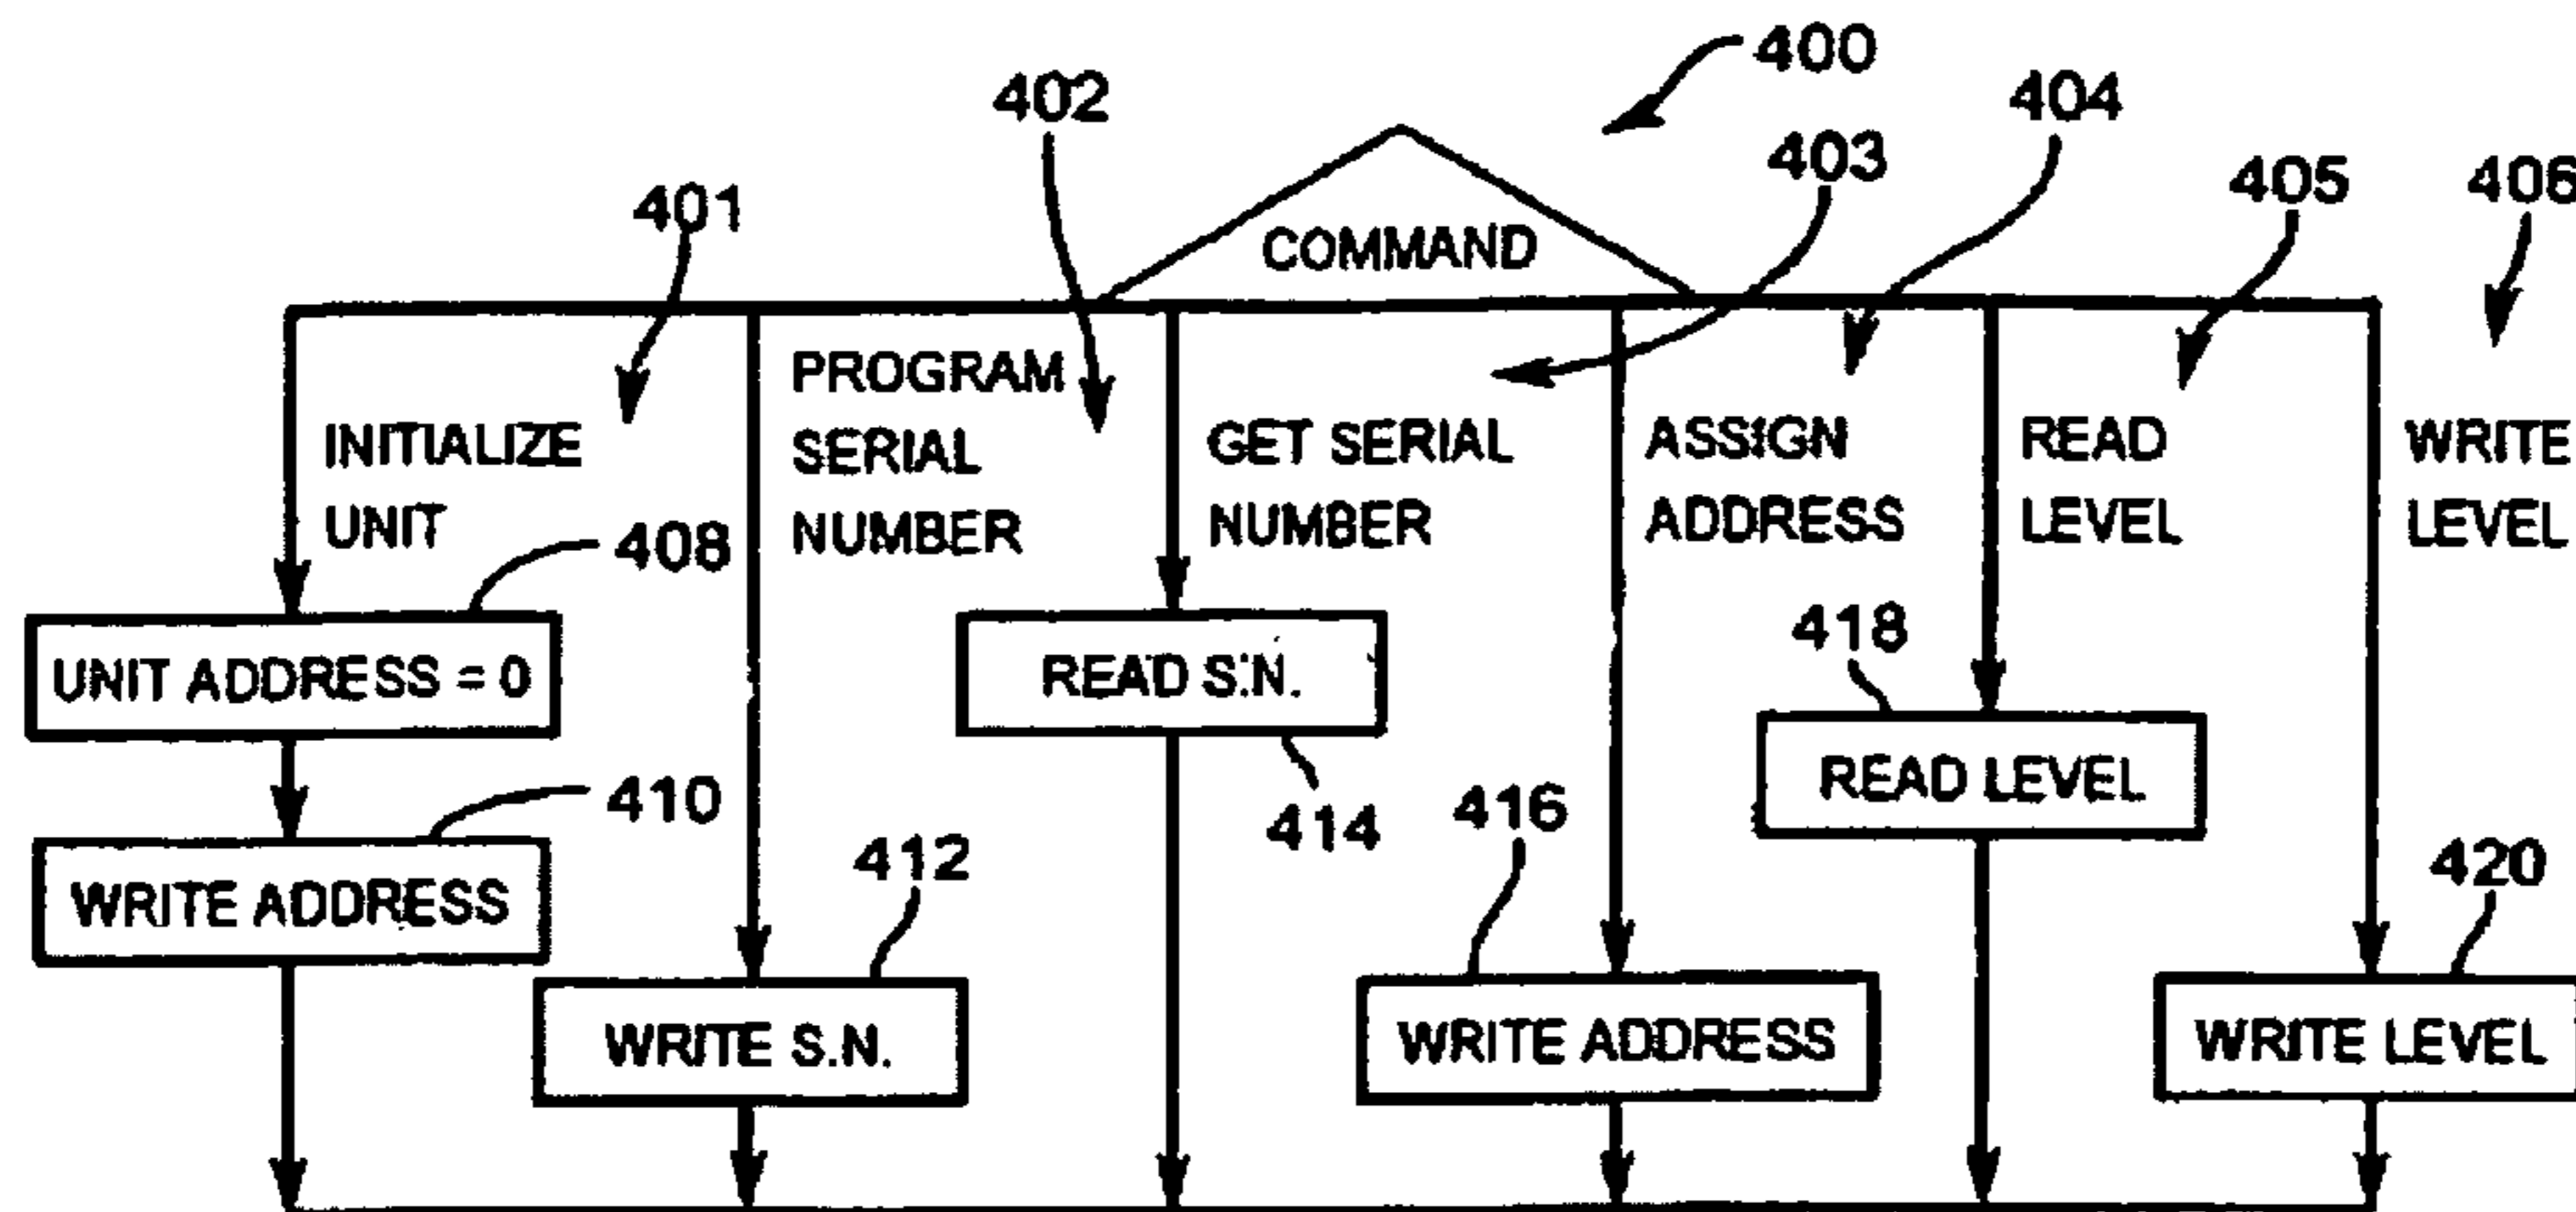 400
402
404
403
405
406
401
COMMAND
PROGRAM
SERIAL
NUMBER
INITIALIZE
UNIT
GET SERIAL
NUMBER
ASSIGN
ADDRESS
READ
LEVEL
WRITE
LEVEL
408
UNIT ADDRESS = 0
READ S.N.
418
READ LEVEL
410
414
416
412
420
WRITE ADDRESS
WRITE S.N.
WRITE ADDRESS
WRITE LEVEL